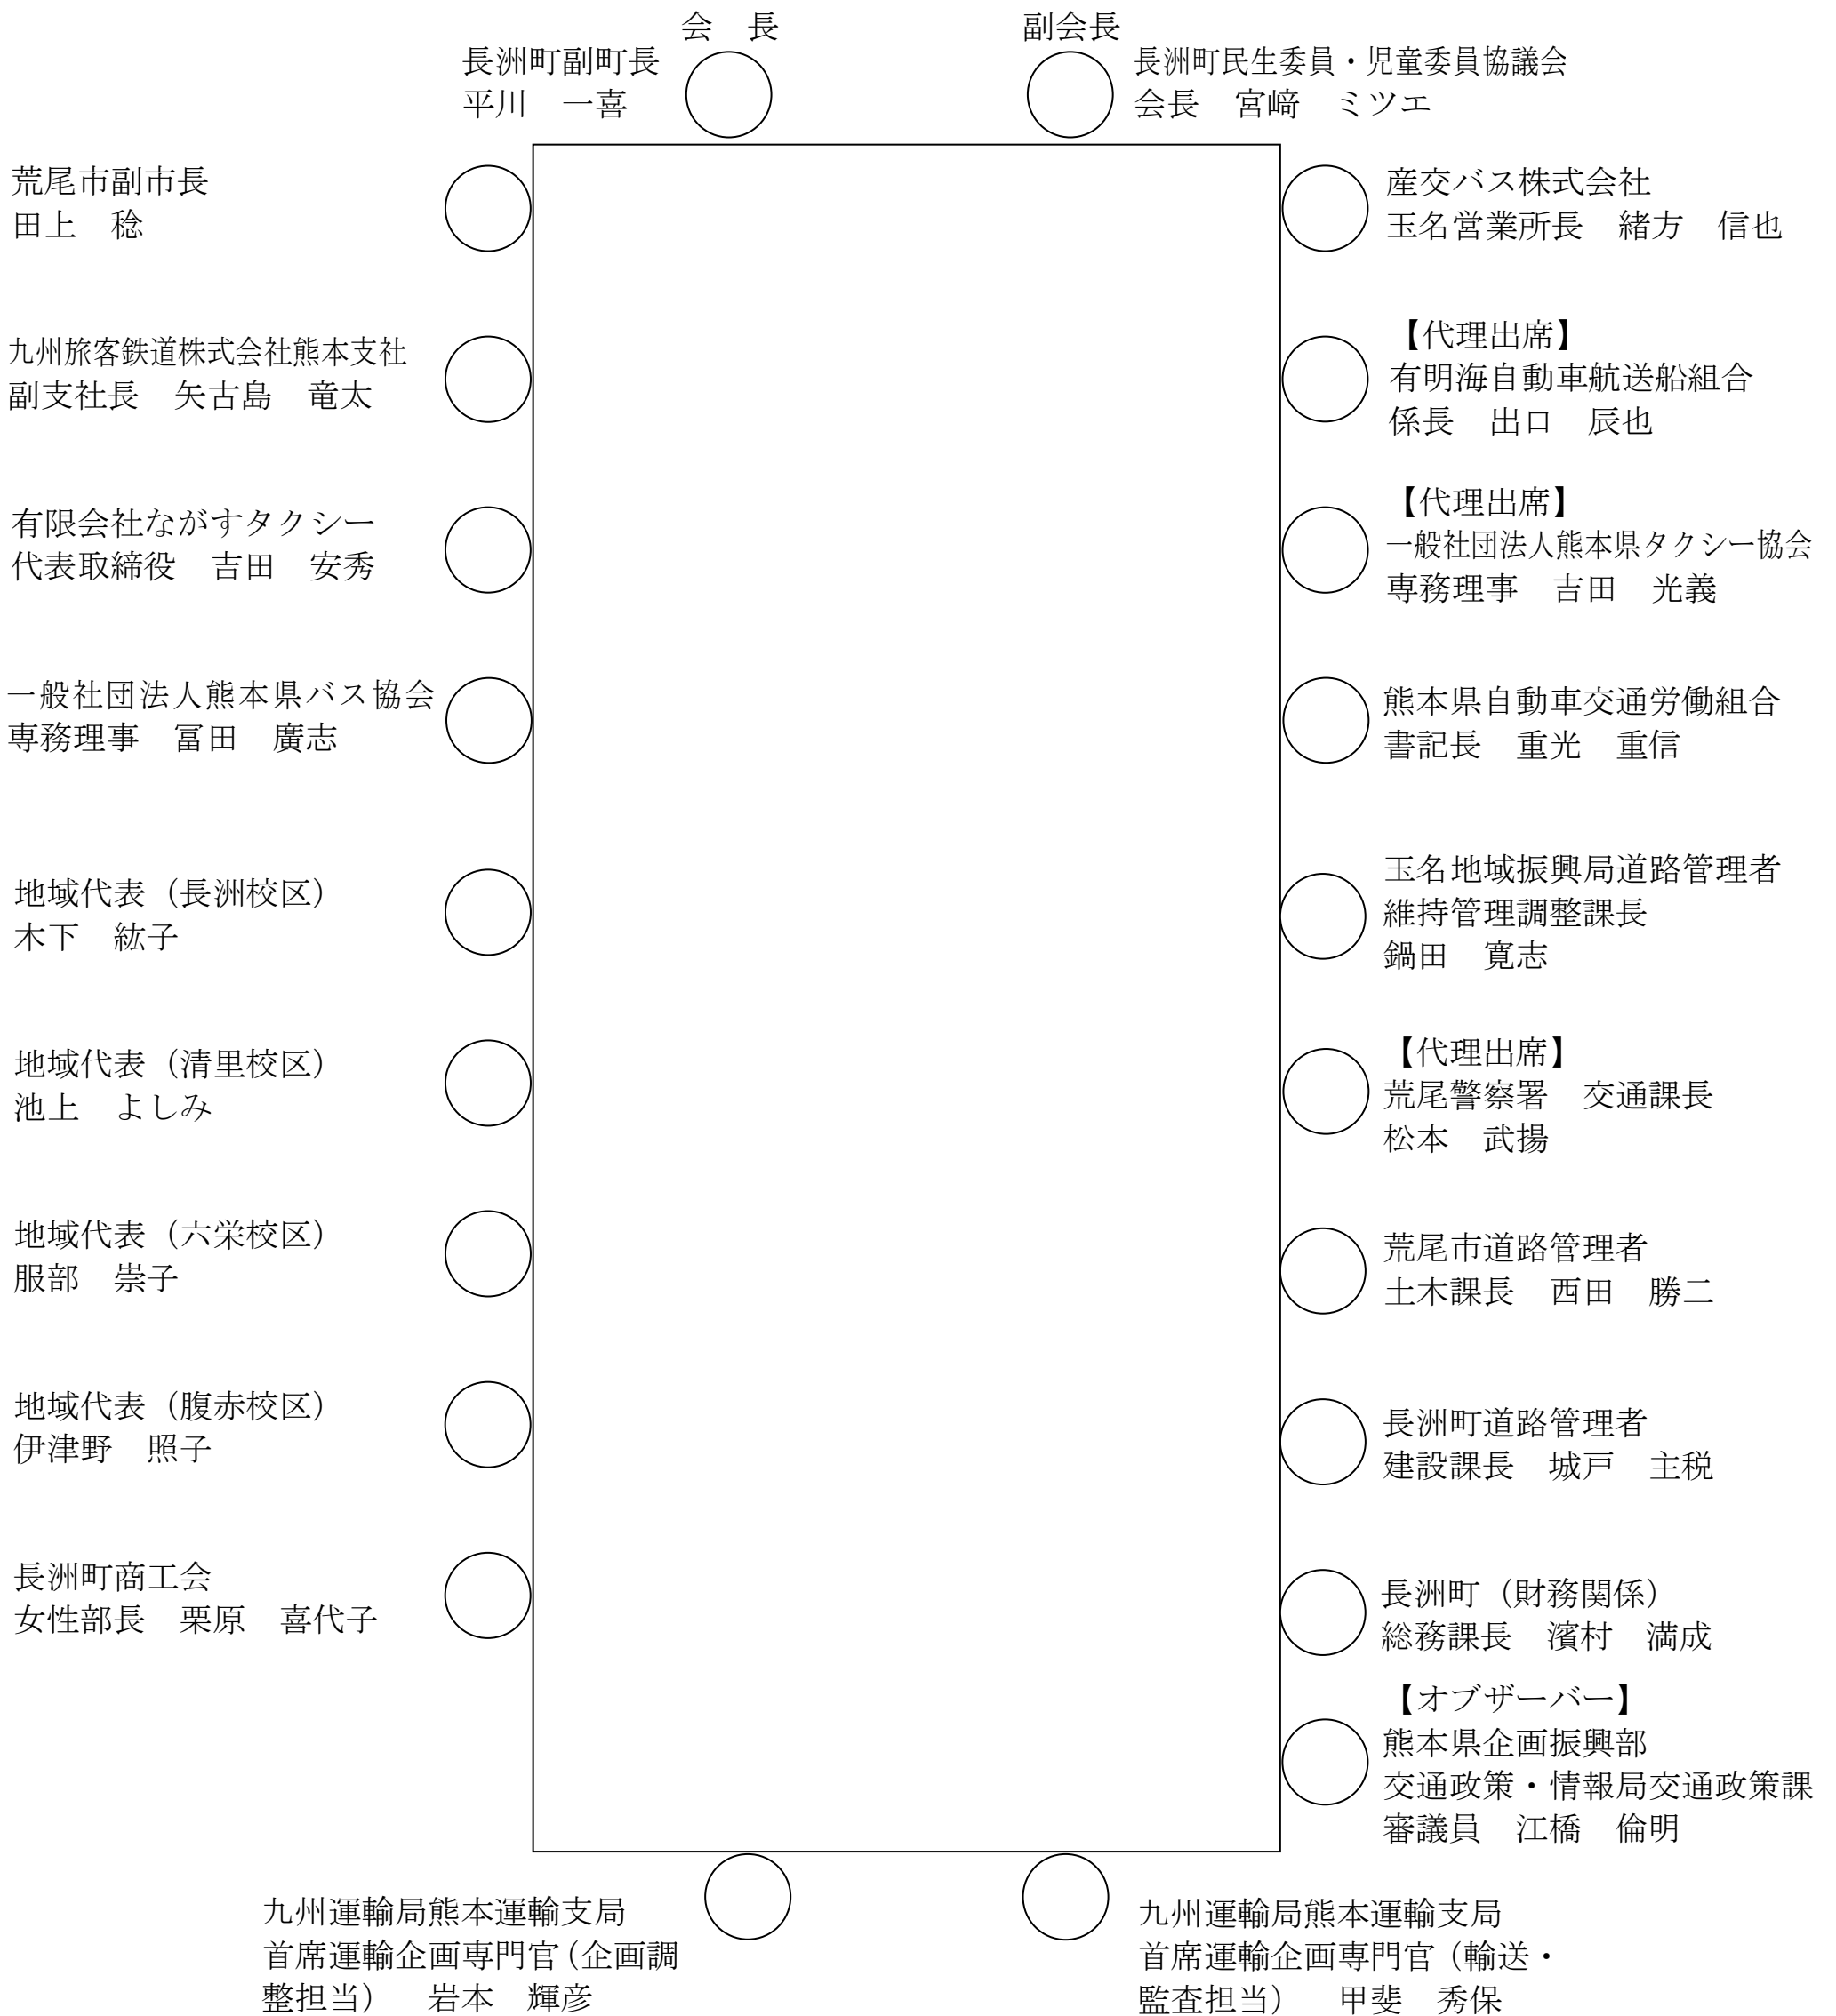 会　長
長洲町副町長
平川　一喜
副会長
長洲町民生委員・児童委員協議会
会長　宮﨑　ミツエ
荒尾市副市長
田上　稔
九州旅客鉄道株式会社熊本支社
副支社長　矢古島　竜太
有限会社ながすタクシー
代表取締役　吉田　安秀
一般社団法人熊本県バス協会
専務理事　冨田　廣志
地域代表（長洲校区）
木下　紘子
地域代表（清里校区）
池上　よしみ
地域代表（六栄校区）
服部　崇子
地域代表（腹赤校区）
伊津野　照子
長洲町商工会
女性部長　栗原　喜代子
産交バス株式会社
玉名営業所長　緒方　信也
【代理出席】
有明海自動車航送船組合
係長　出口　辰也
【代理出席】
一般社団法人熊本県タクシー協会
専務理事　吉田　光義
熊本県自動車交通労働組合
書記長　重光　重信
玉名地域振興局道路管理者
維持管理調整課長
鍋田　寛志
【代理出席】
荒尾警察署　交通課長
松本　武揚
荒尾市道路管理者
土木課長　西田　勝二
長洲町道路管理者
建設課長　城戸　主税
長洲町（財務関係）
総務課長　濱村　満成
【オブザーバー】
熊本県企画振興部
交通政策・情報局交通政策課
審議員　江橋　倫明
九州運輸局熊本運輸支局
首席運輸企画専門官（企画調
整担当）　岩本　輝彦
九州運輸局熊本運輸支局
首席運輸企画専門官（輸送・
監査担当）　甲斐　秀保